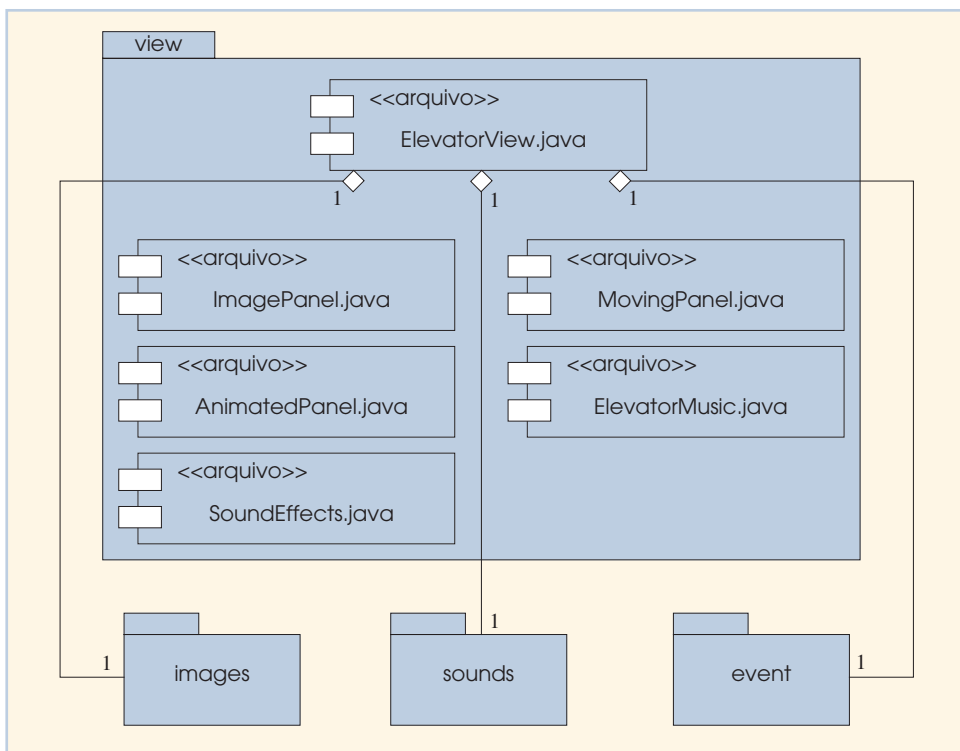 view
<<arquivo>>
ElevatorView.java
1
1
1
<<arquivo>>
ImagePanel.java
<<arquivo>>
MovingPanel.java
<<arquivo>>
AnimatedPanel.java
<<arquivo>>
ElevatorMusic.java
<<arquivo>>
SoundEffects.java
1
images
1
sounds
1
event